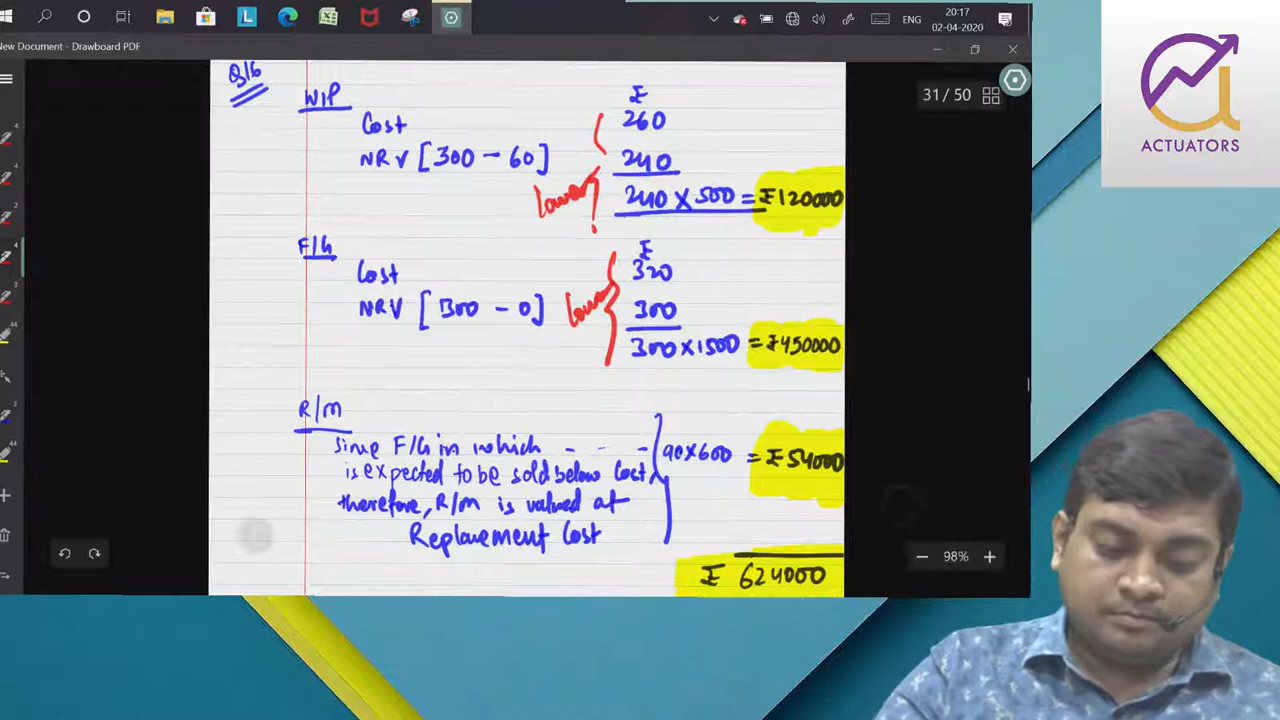 20:17
ENG
02-04-2020
New Document - Drawboard PDF
31 / 50
ACTUATORS
WIP
₹
Cost 260
NRV [300 - 60] 240
Lower 240 × 500 = ₹120000
F/G
₹
Cost 320
NRV [300 - 0] 300
Lower 300×1500 = ₹450000
R/m
Since F/G in which - - - 90×600 = ₹54000
is expected to be sold below Cost
therefore, R/M is valued at
Replacement Cost
₹ 624000
98%